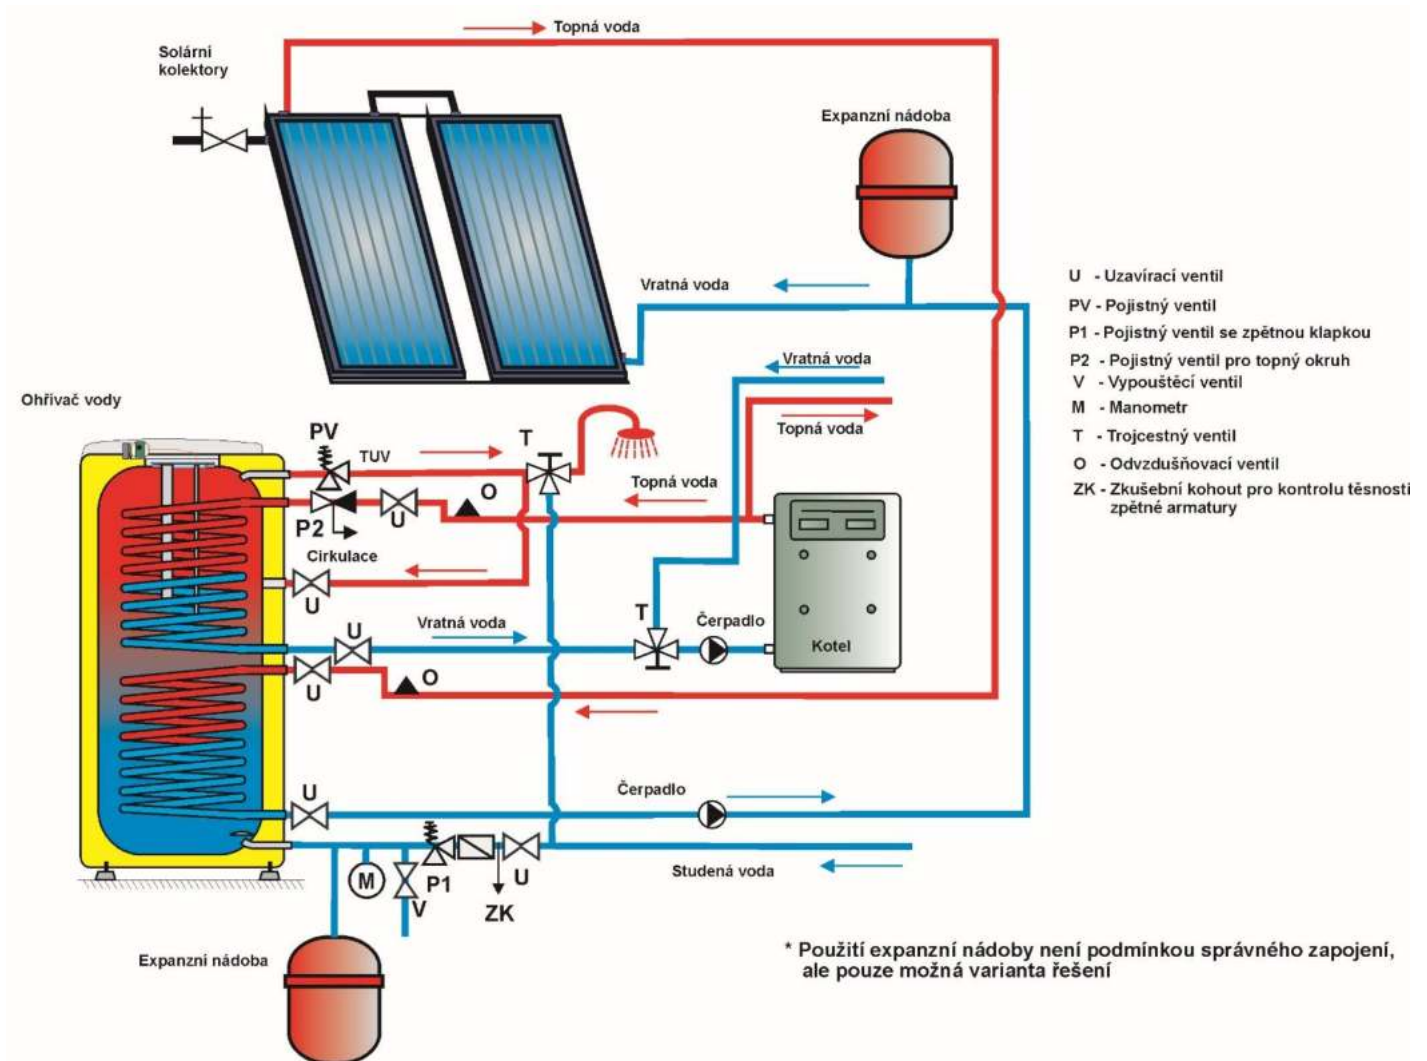 Topná voda
Solární
kolektory
Expanzní nádoba
Vratná voda
U - Uzavírací ventil
PV - Pojistný ventil
P1 - Pojistný ventil se zpětnou klapkou
P2 - Pojistný ventil pro topný okruh
V - Vypouštěcí ventil
M - Manometr
T - Trojcestný ventil
O - Odvzdušňovací ventil
ZK - Zkušební kohout pro kontrolu těsnosti
zpětné armatury
Vratná voda
Topná voda
Ohřívač vody
PV
TUV
T
Topná voda
O
P2
U
Cirkulace
U
Vratná voda
U
T
Čerpadlo
Kotel
U
O
U
Čerpadlo
Studená voda
M
V
P1
ZK
U
Expanzní nádoba
* Použití expanzní nádoby není podmínkou správného zapojení,
ale pouze možná varianta řešení